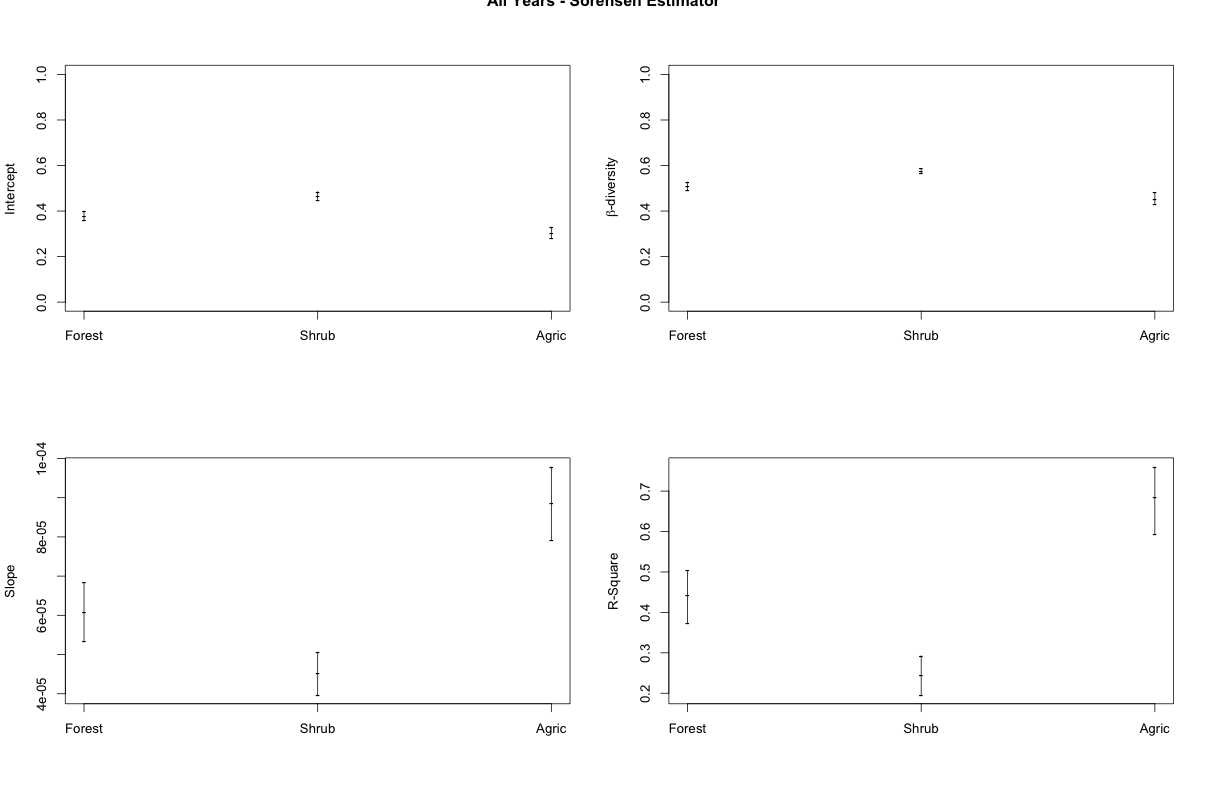 All Years - Sorensen Estimator
Intercept
1.0
0.8
0.6
0.4
0.2
0.0
Forest Shrub Agric
β-diversity
1.0
0.8
0.6
0.4
0.2
0.0
Forest Shrub Agric
Slope
1e-04
8e-05
6e-05
4e-05
Forest Shrub Agric
R-Square
0.7
0.6
0.5
0.4
0.3
0.2
Forest Shrub Agric